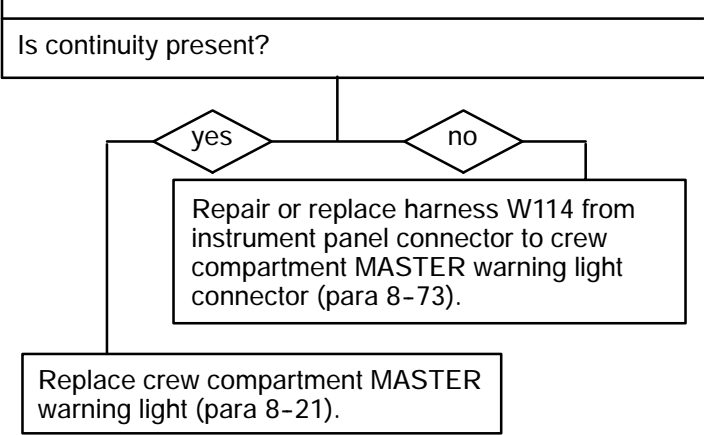 Is continuity present?
yes
no
Repair or replace harness W114 from
instrument panel connector to crew
compartment MASTER warning light
connector (para 8-73).
Replace crew compartment MASTER
warning light (para 8-21).